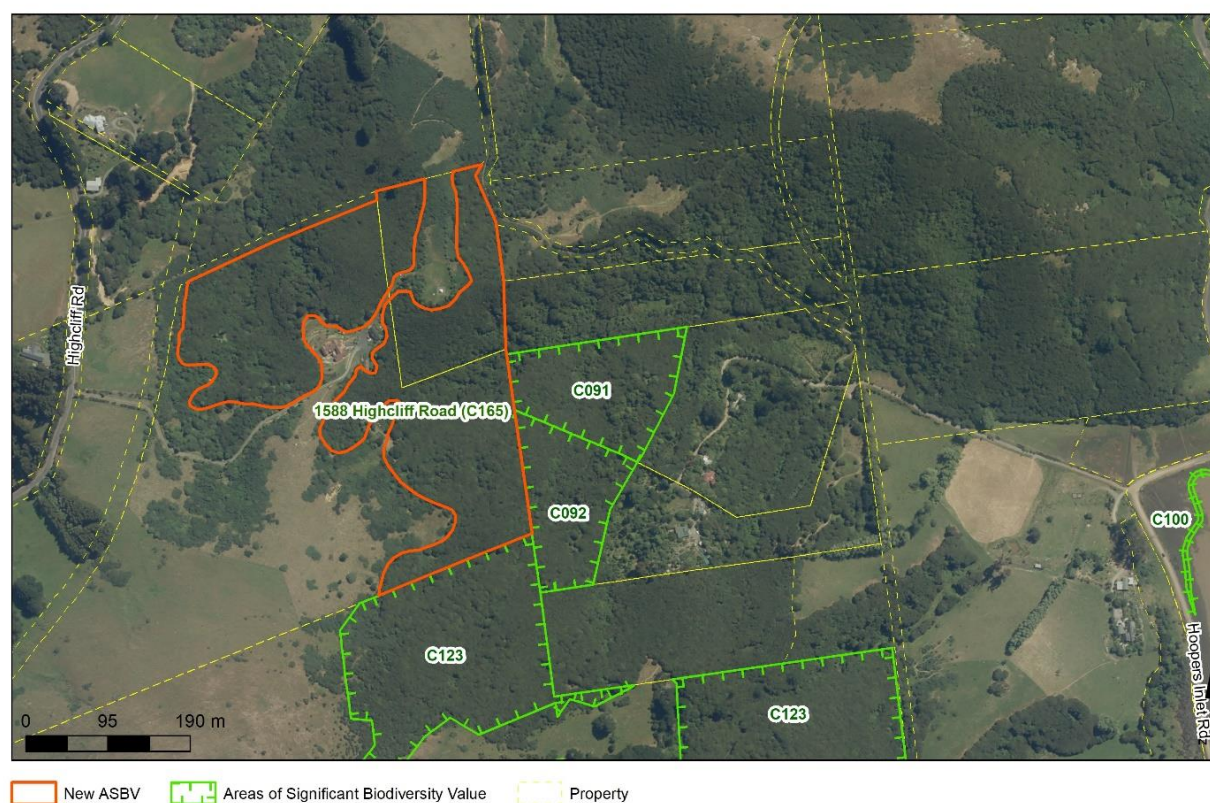 Highcliff Rd
1588 Highcliff Road (C165)
C091
C092
C100
C123
C123
Hoopers Inlet Rdz
0 95 190 m
New ASBV Areas of Significant Biodiversity Value Property